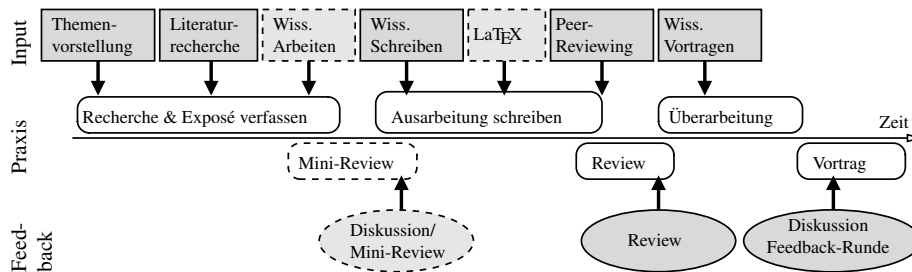 Input
Themen-
vorstellung
Literatur-
recherche
Wiss.
Arbeiten
Wiss.
Schreiben
LaTEX
Peer-
Reviewing
Wiss.
Vortragen
Praxis
Recherche & Exposé verfassen
Ausarbeitung schreiben
Überarbeitung
Zeit
Mini-Review
Review
Vortrag
Feed-
back
Diskussion/
Mini-Review
Review
Diskussion
Feedback-Runde